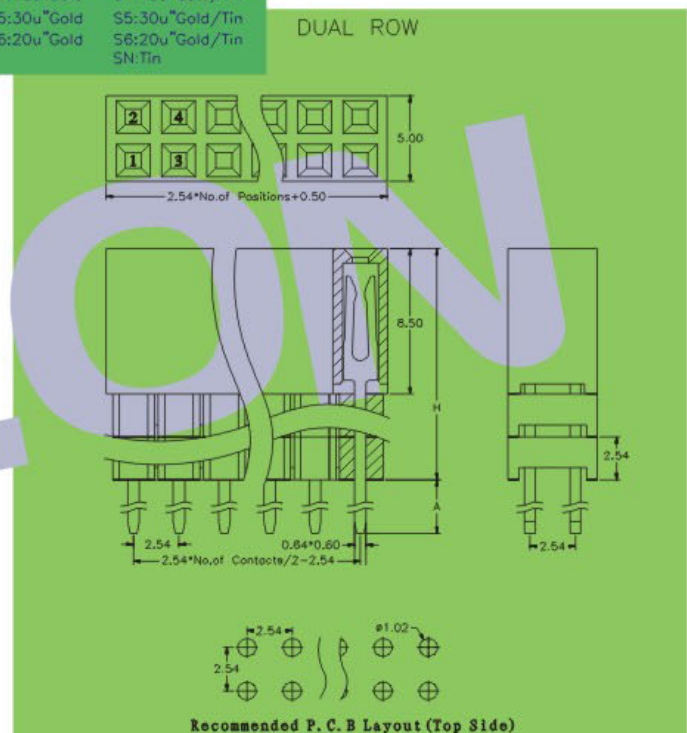 5:30u"Gold S5:30u"Gold/Tin
6:20u"Gold S6:20u"Gold/Tin
SN:Tin
DUAL ROW
2 4
1 3
5.00
2.54*No.of Positions+0.50
8.50
H
2.54
A
2.54
0.64*0.60
2.54*No.of Contacts/2-2.54
2.54
2.54
ø1.02
2.54
Recommended P.C.B Layout(Top Side)